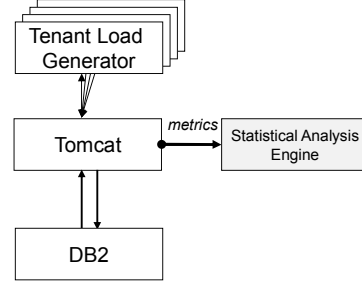 Tenant Load
Generator
metrics
Tomcat
Statistical Analysis
Engine
DB2